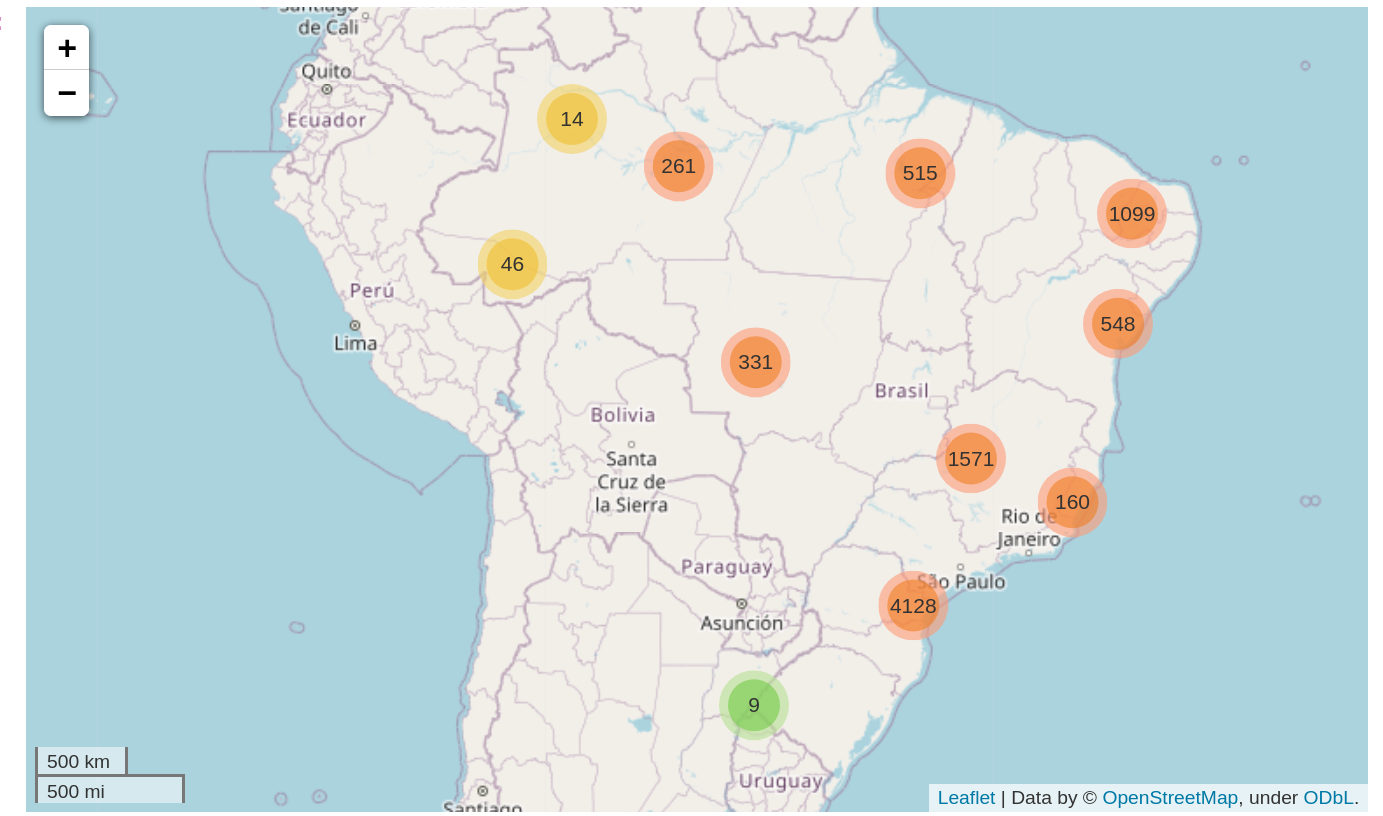 Santiago
de Cali
+
Quito
−
14
Ecuador
261
515
1099
46
Perú
548
Lima
331
Brasil
Bolivia
1571
Santa
Cruz de
la Sierra
160
Rio de
Janeiro
Paraguay
São Paulo
4128
Asunción
9
500 km
Uruguay
500 mi
Santiago
Leaflet | Data by © OpenStreetMap, under ODbL.